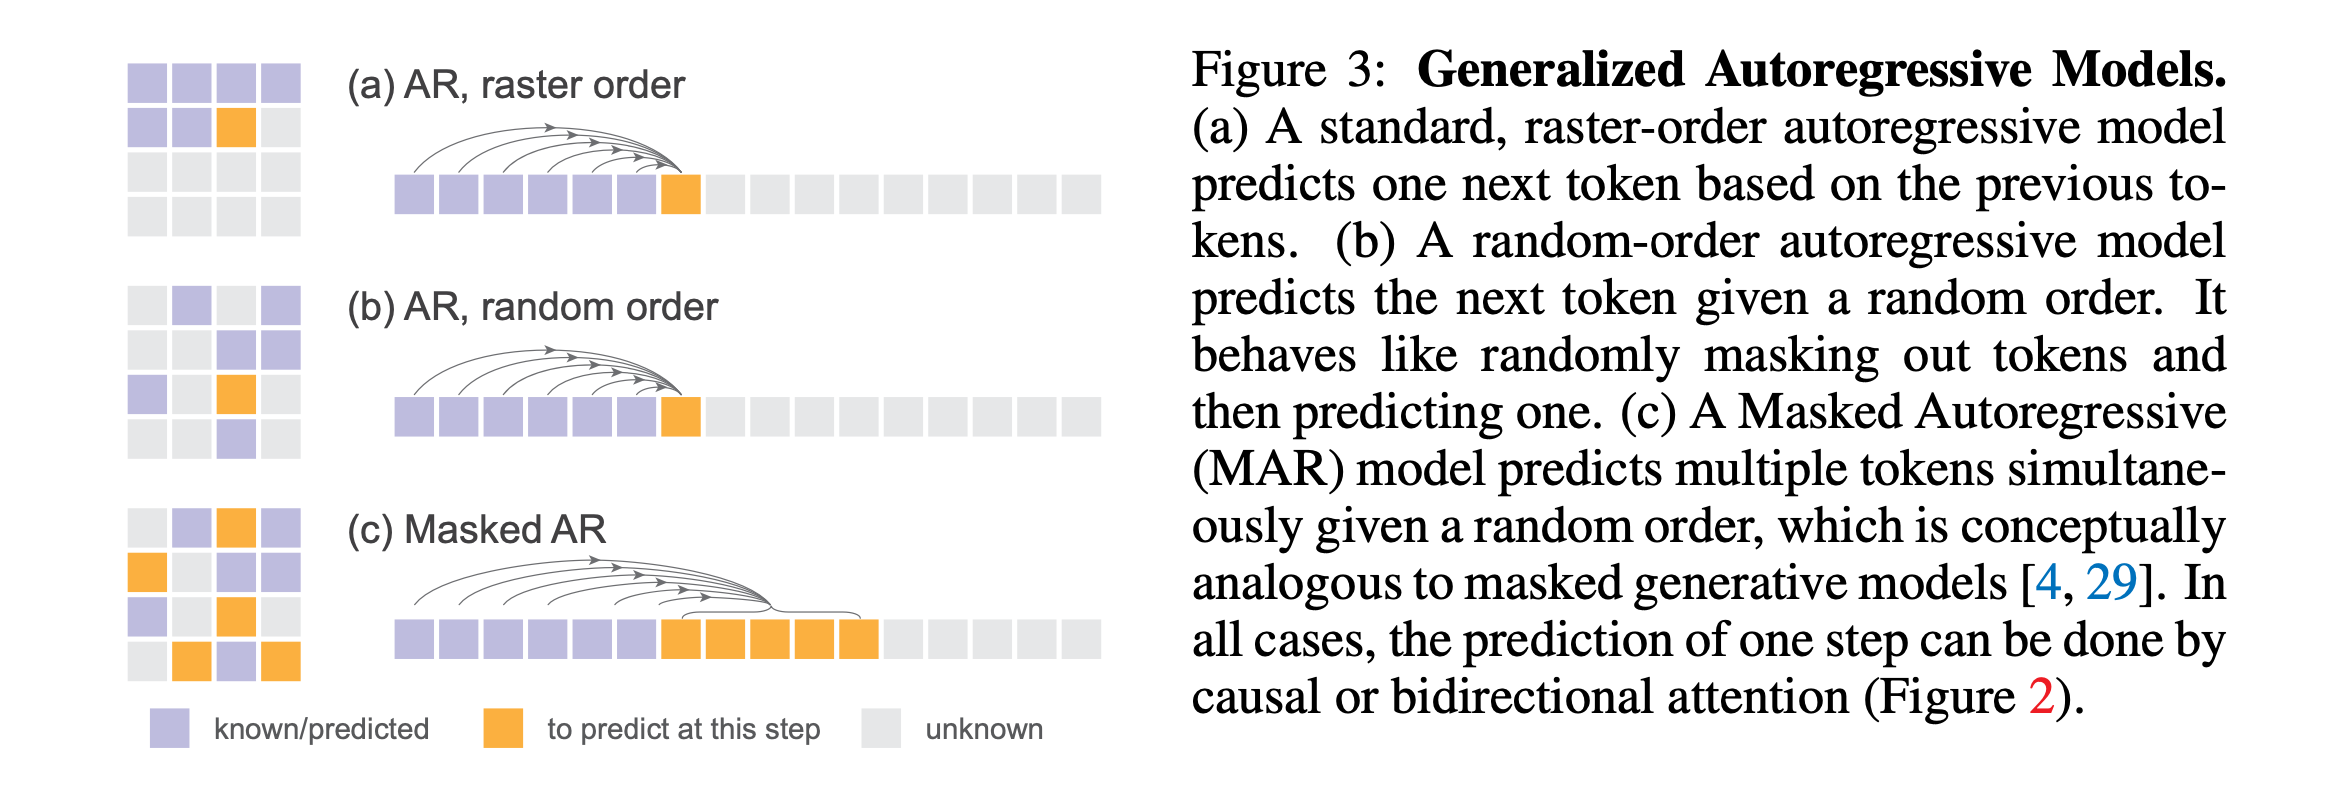 (a) AR, raster order
(b) AR, random order
(c) Masked AR
known/predicted
to predict at this step
unknown
Figure 3: Generalized Autoregressive Models.
(a) A standard, raster-order autoregressive model
predicts one next token based on the previous to-
kens. (b) A random-order autoregressive model
predicts the next token given a random order. It
behaves like randomly masking out tokens and
then predicting one. (c) A Masked Autoregressive
(MAR) model predicts multiple tokens simultane-
ously given a random order, which is conceptually
analogous to masked generative models [4, 29]. In
all cases, the prediction of one step can be done by
causal or bidirectional attention (Figure 2).